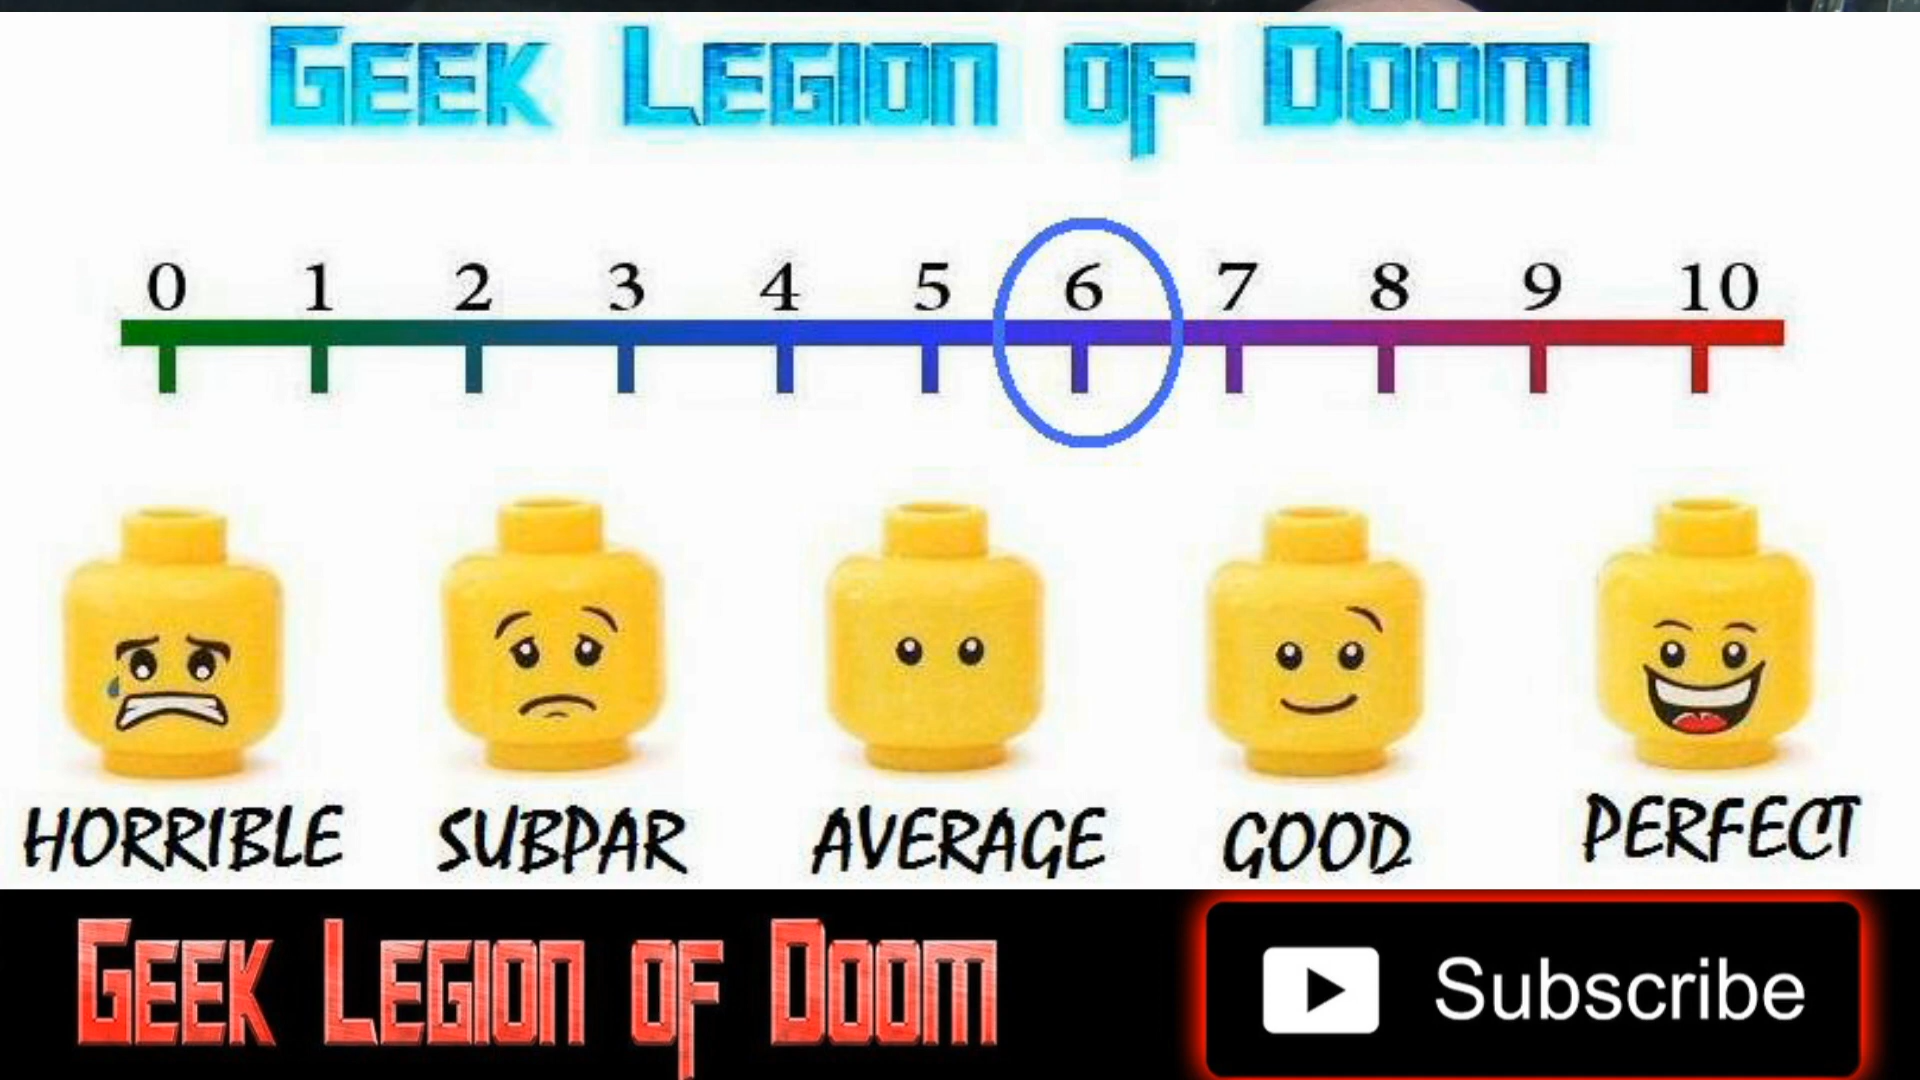 Geek Legion of Doom
0 1 2 3 4 5 6 7 8 9 10
HORRIBLE SUBPAR AVERAGE GOOD PERFECT
Geek Legion of Doom
Subscribe